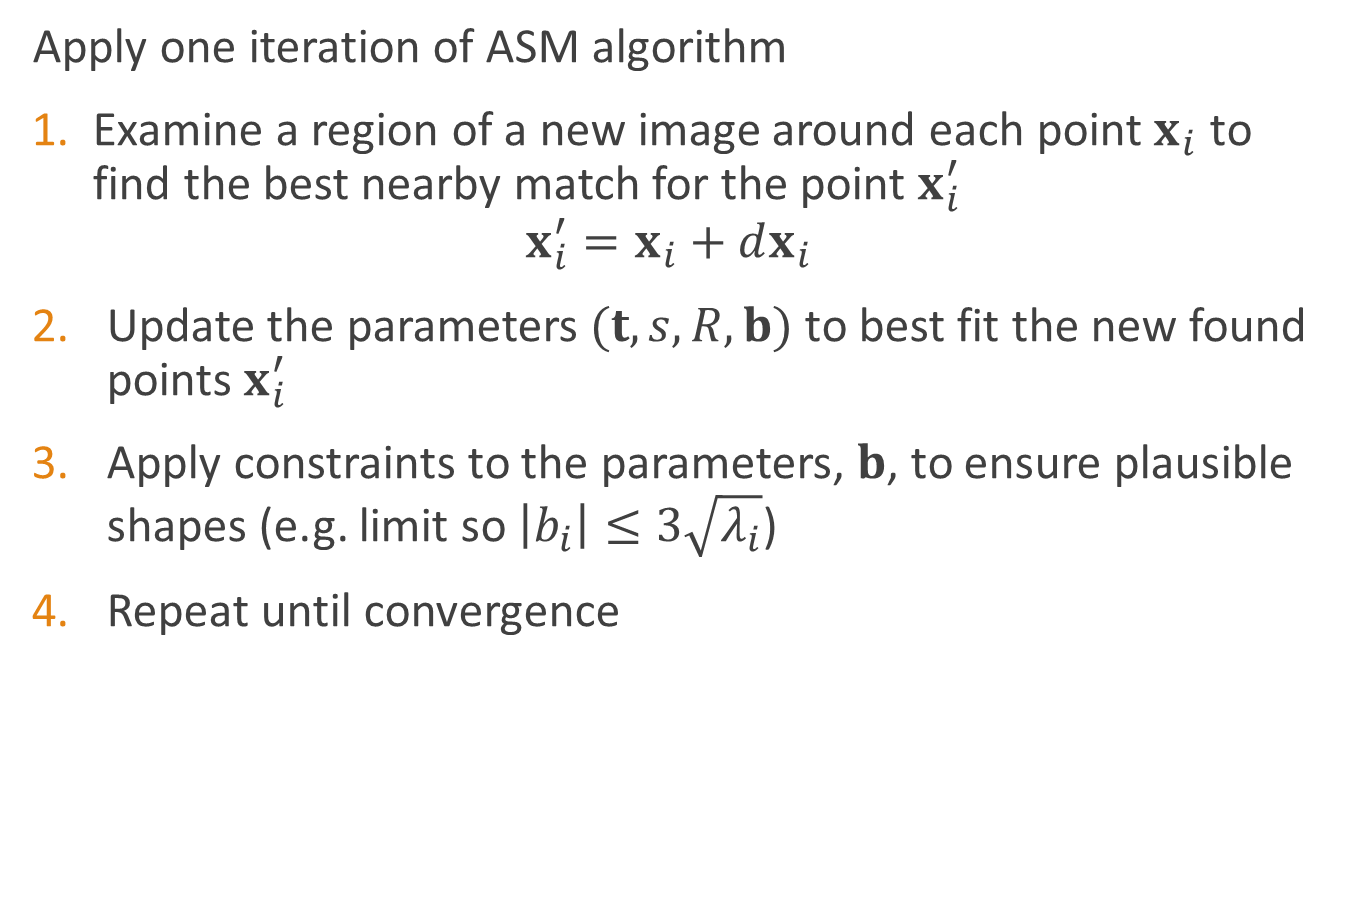 Apply one iteration of ASM algorithm
1. Examine a region of a new image around each point 𝐱ᵢ to
find the best nearby match for the point 𝐱ᵢ′
𝐱ᵢ′ = 𝐱ᵢ + 𝑑𝐱ᵢ
2. Update the parameters (𝐭, 𝑠, 𝑅, 𝐛) to best fit the new found
points 𝐱ᵢ′
3. Apply constraints to the parameters, 𝐛, to ensure plausible
shapes (e.g. limit so |𝑏ᵢ| ≤ 3√𝜆ᵢ)
4. Repeat until convergence